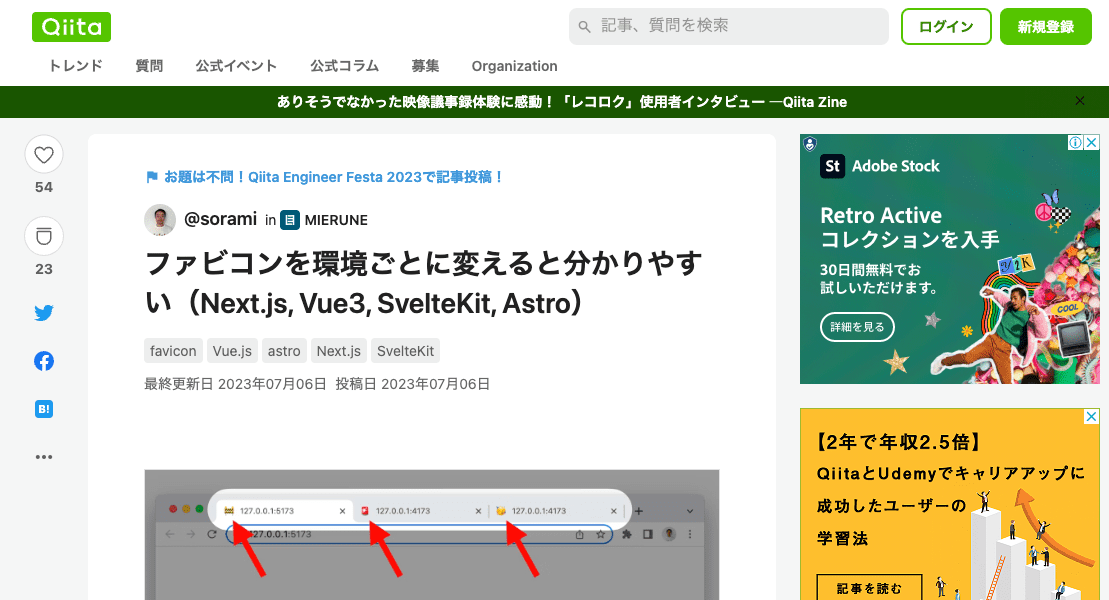 Qiita
記事、質問を検索
ログイン
新規登録
トレンド
質問
公式イベント
公式コラム
募集
Organization
ありそうでなかった映像議事録体験に感動！「レコロク」使用者インタビュー ―Qiita Zine
54
23
B!
お題は不問！Qiita Engineer Festa 2023で記事投稿！
@sorami in MIERUNE
ファビコンを環境ごとに変えると分かりやす
い（Next.js, Vue3, SvelteKit, Astro）
favicon Vue.js astro Next.js SvelteKit
最終更新日 2023年07月06日 投稿日 2023年07月06日
127.0.0.1:5173
127.0.0.1:4173
127.0.0.1:4173
127.0.0.1:5173
St Adobe Stock
Retro Active
コレクションを入手
30日間無料でお
試しいただけます。
詳細を見る
Y2K
COOL
【2年で年収2.5倍】
QiitaとUdemyでキャリアアップに
成功したユーザーの
学習法
記事を読む